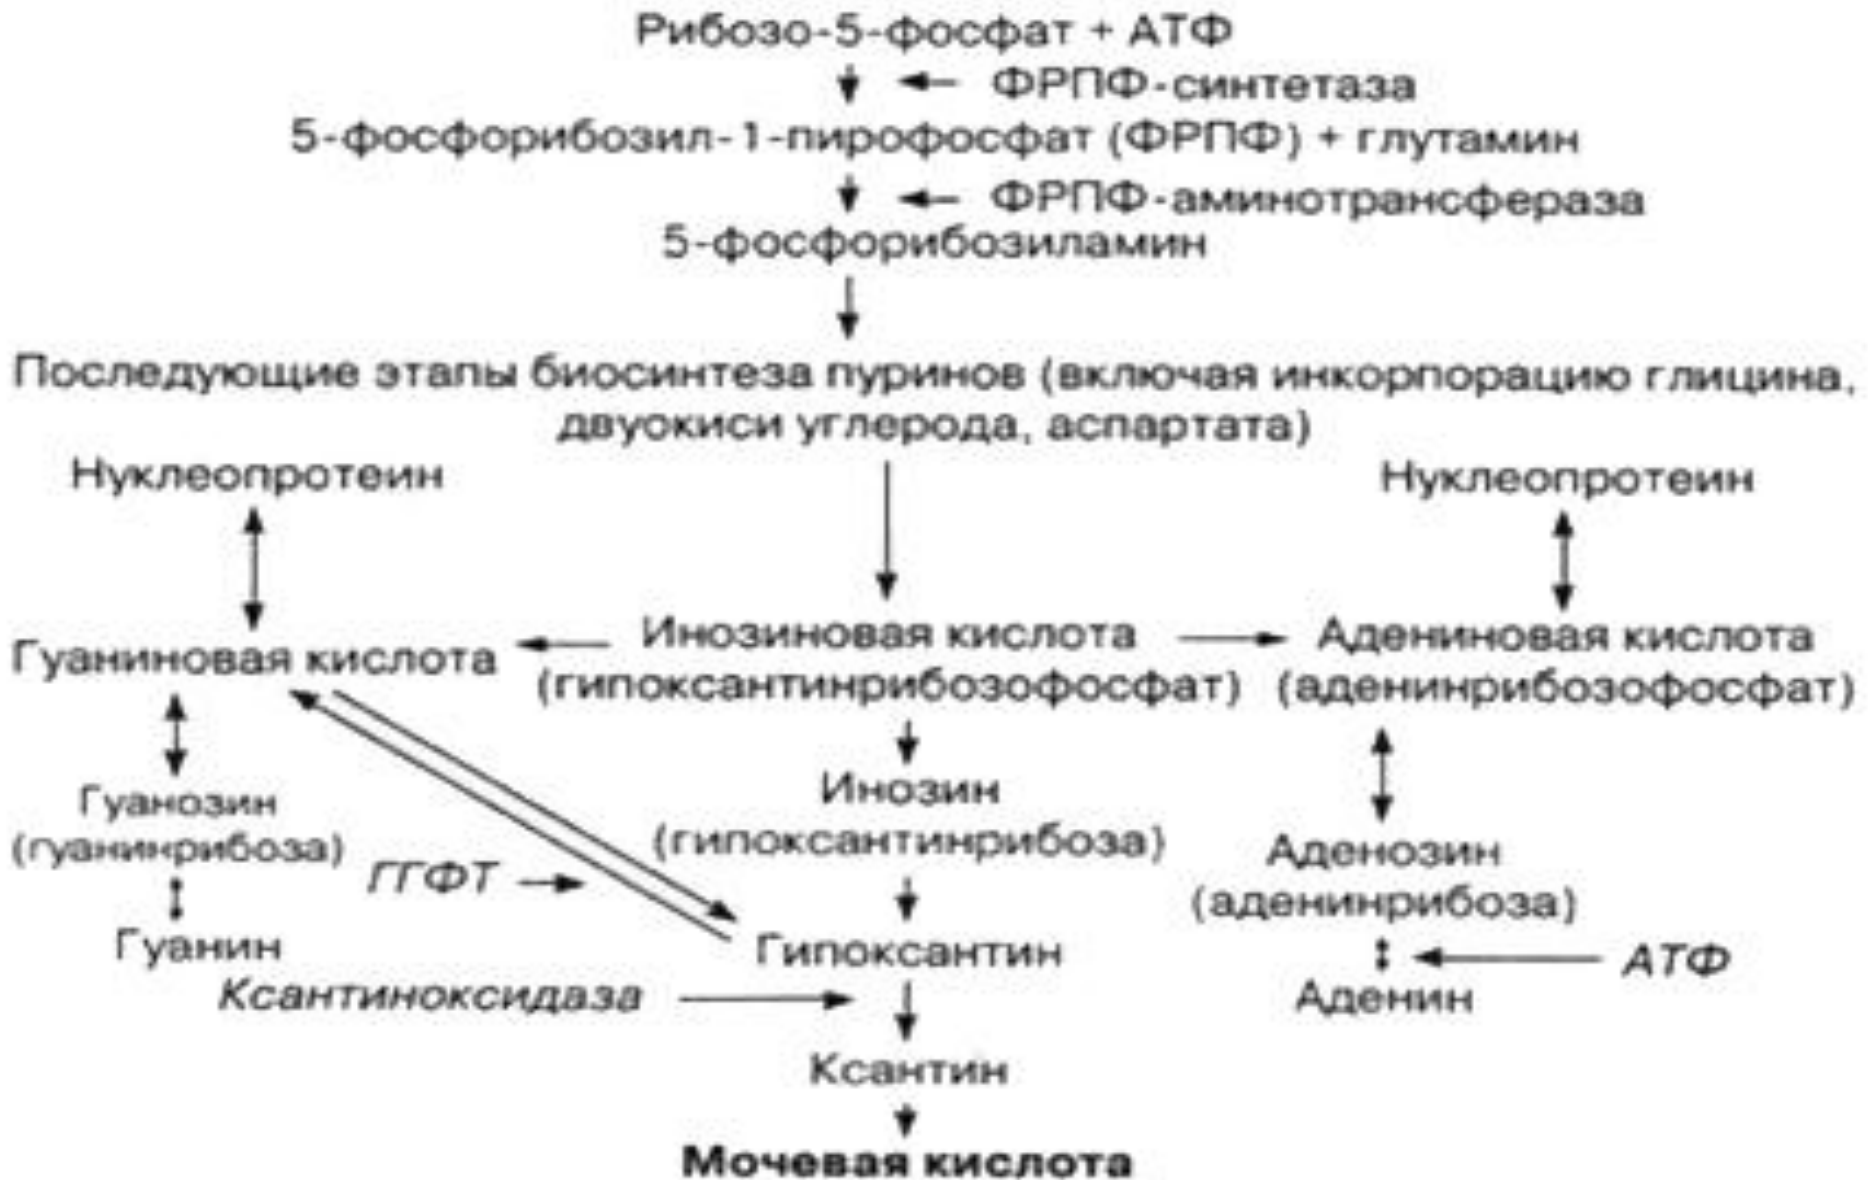 Рибозо-5-фосфат + АТФ
ФРПФ-синтетаза
5-фосфорибозил-1-пирофосфат (ФРПФ) + глутамин
ФРПФ-аминотрансфераза
5-фосфорибозиламин
Последующие этапы биосинтеза пуринов (включая инкорпорацию глицина,
двуокиси углерода, аспартата)
Нуклеопротеин
Нуклеопротеин
Гуаниновая кислота
Инозиновая кислота
(гипоксантинрибозофосфат)
Адениновая кислота
(аденинрибозофосфат)
Гуанозин
(гуанинрибоза)
Инозин
(гипоксантинрибоза)
Аденозин
(аденинрибоза)
ГГФТ
Гуанин
Гипоксантин
АТФ
Ксантиноксидаза
Аденин
Ксантин
Мочевая кислота